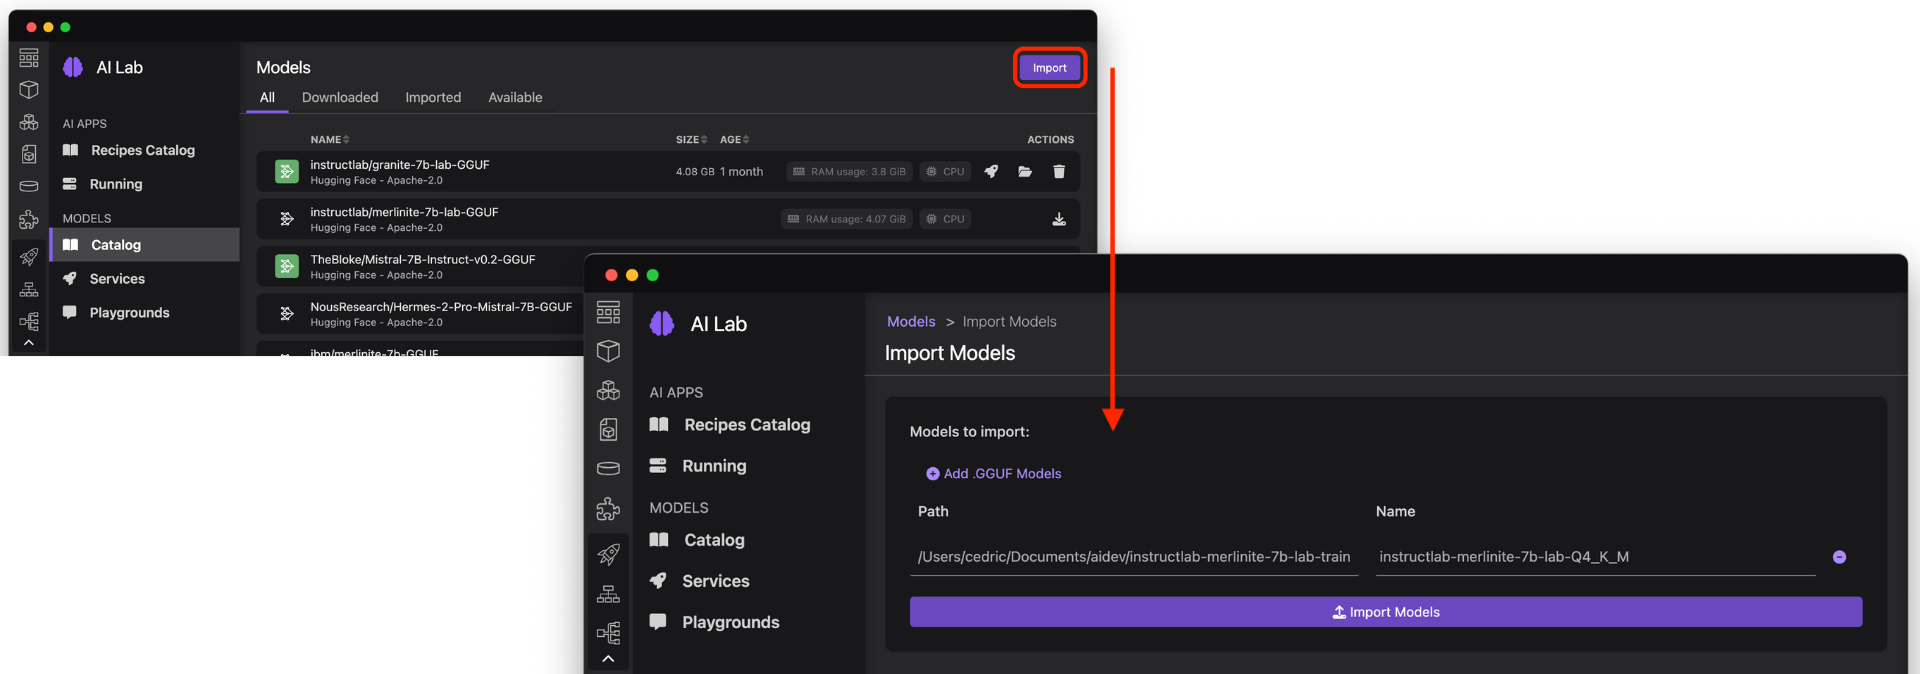 AI Lab
AI APPS
Recipes Catalog
Running
MODELS
Catalog
Services
Playgrounds
Models
Import
All Downloaded Imported Available
NAME SIZE AGE ACTIONS
instructlab/granite-7b-lab-GGUF
Hugging Face - Apache-2.0
4.08 GB 1 month RAM usage: 3.8 GiB CPU
instructlab/merlinite-7b-lab-GGUF
Hugging Face - Apache-2.0
RAM usage: 4.07 GiB CPU
TheBloke/Mistral-7B-Instruct-v0.2-GGUF
Hugging Face - Apache-2.0
NousResearch/Hermes-2-Pro-Mistral-7B-GGUF
Hugging Face - Apache-2.0
ibm/merlinite-7b-GGUF
AI Lab
AI APPS
Recipes Catalog
Running
MODELS
Catalog
Services
Playgrounds
Models > Import Models
Import Models
Models to import:
Add .GGUF Models
Path Name
/Users/cedric/Documents/aidev/instructlab-merlinite-7b-lab-train instructlab-merlinite-7b-lab-Q4_K_M
Import Models